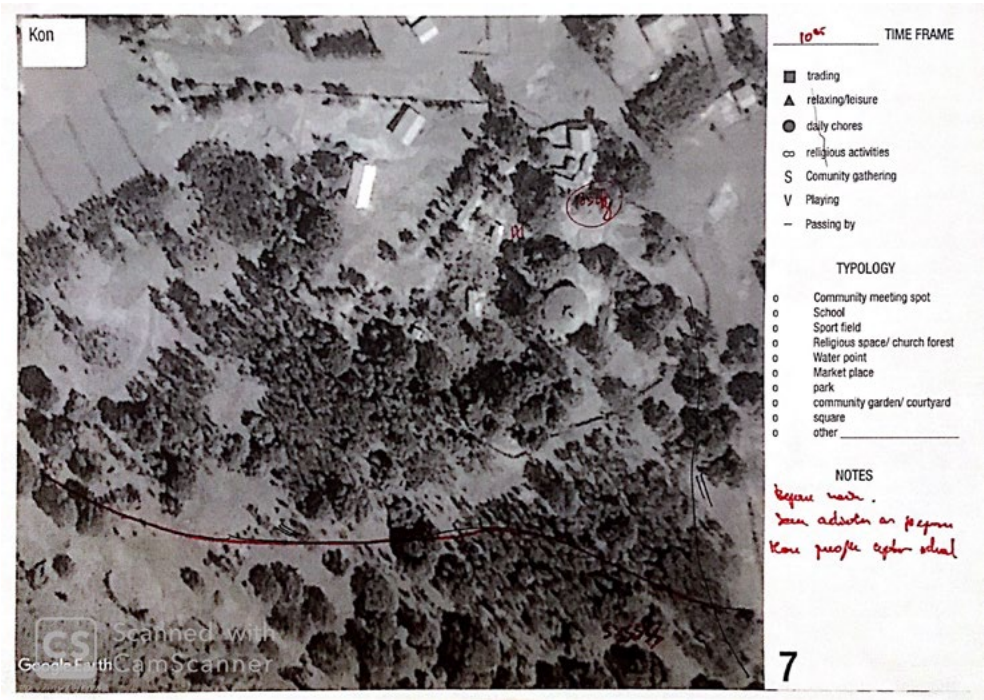 Kon
TIME FRAME
trading
relaxing/leisure
daily chores
religious activities
S Comunity gathering
V Playing
– Passing by
TYPOLOGY
o Community meeting spot
o School
o Sport field
o Religious space/ church forest
o Water point
o Market place
o park
o community garden/ courtyard
o square
o other
NOTES
Before
7
CS
Scanned with
CamScanner
Google Earth